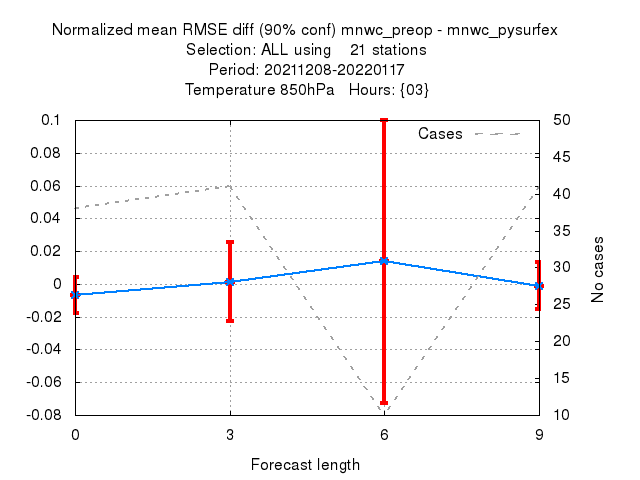 Normalized mean RMSE diff (90% conf) mnwc_preop - mnwc_pysurfex
Selection: ALL using    21 stations
Period: 20211208-20220117
Temperature 850hPa   Hours: {03}
0.1
0.08
0.06
0.04
0.02
0
-0.02
-0.04
-0.06
-0.08
Cases
50
45
40
35
30
25
20
15
10
No cases
0 3 6 9
Forecast length